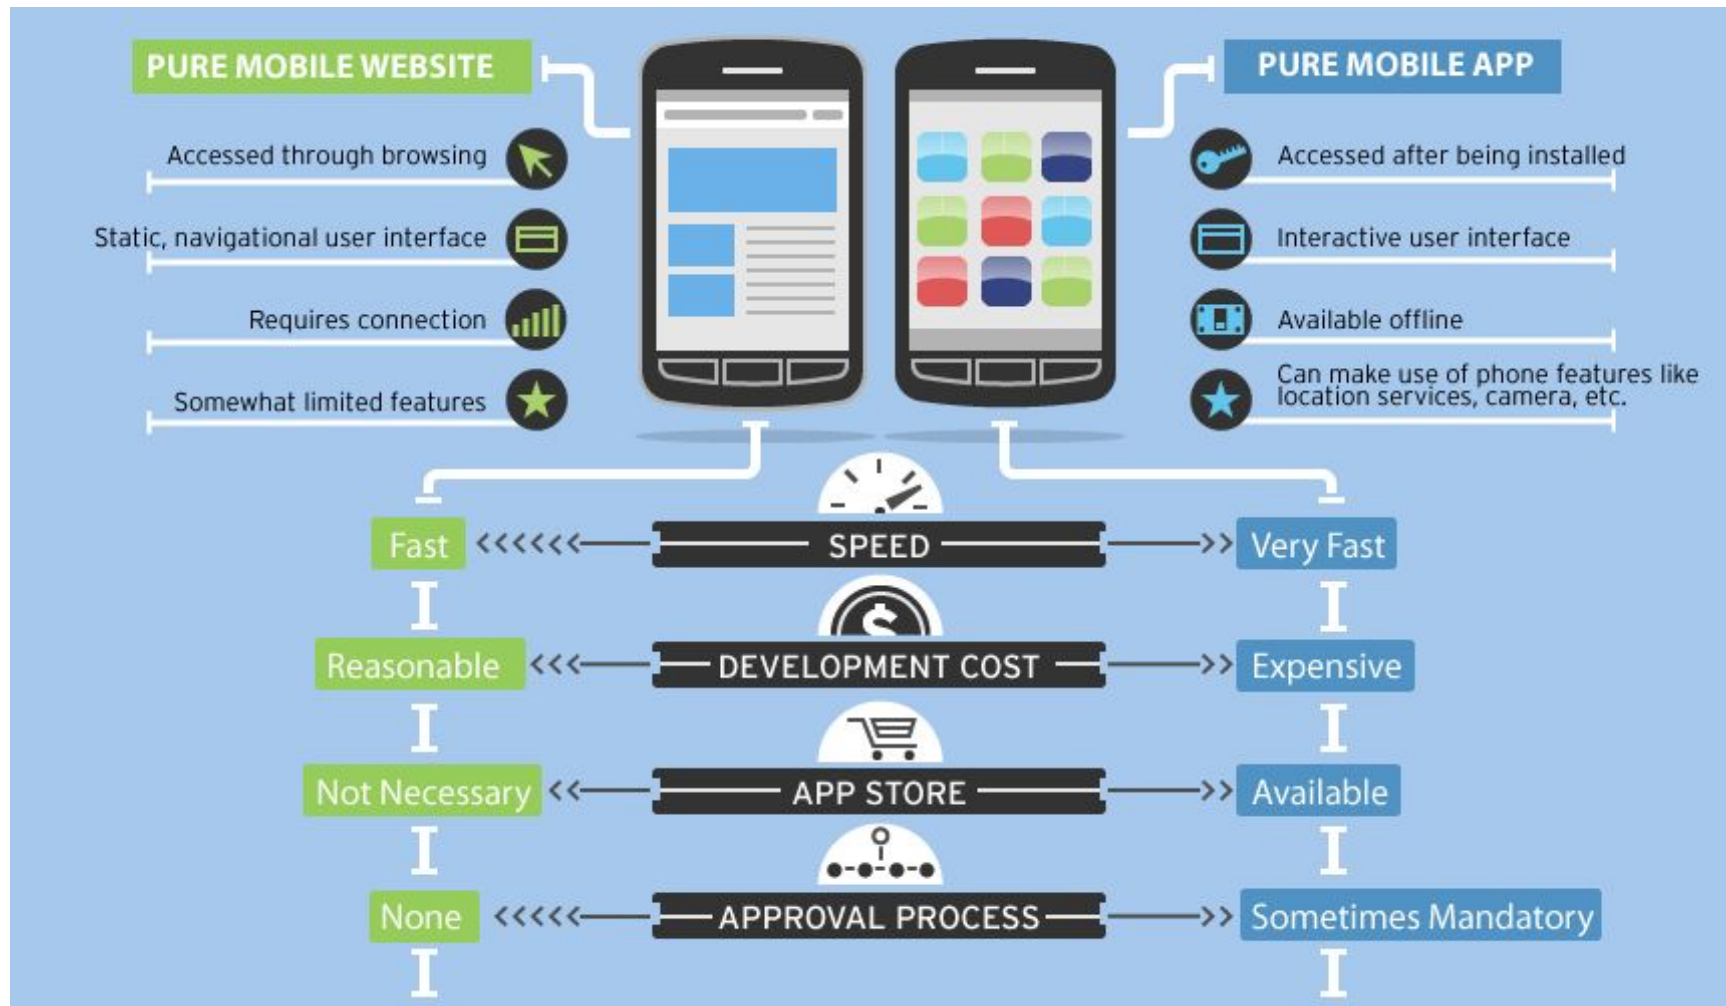 PURE MOBILE WEBSITE
Accessed through browsing
Static, navigational user interface
Requires connection
Somewhat limited features
PURE MOBILE APP
Accessed after being installed
Interactive user interface
Available offline
Can make use of phone features like
location services, camera, etc.
Fast
SPEED
Very Fast
$
Reasonable
DEVELOPMENT COST
Expensive
Not Necessary
APP STORE
Available
None
APPROVAL PROCESS
Sometimes Mandatory